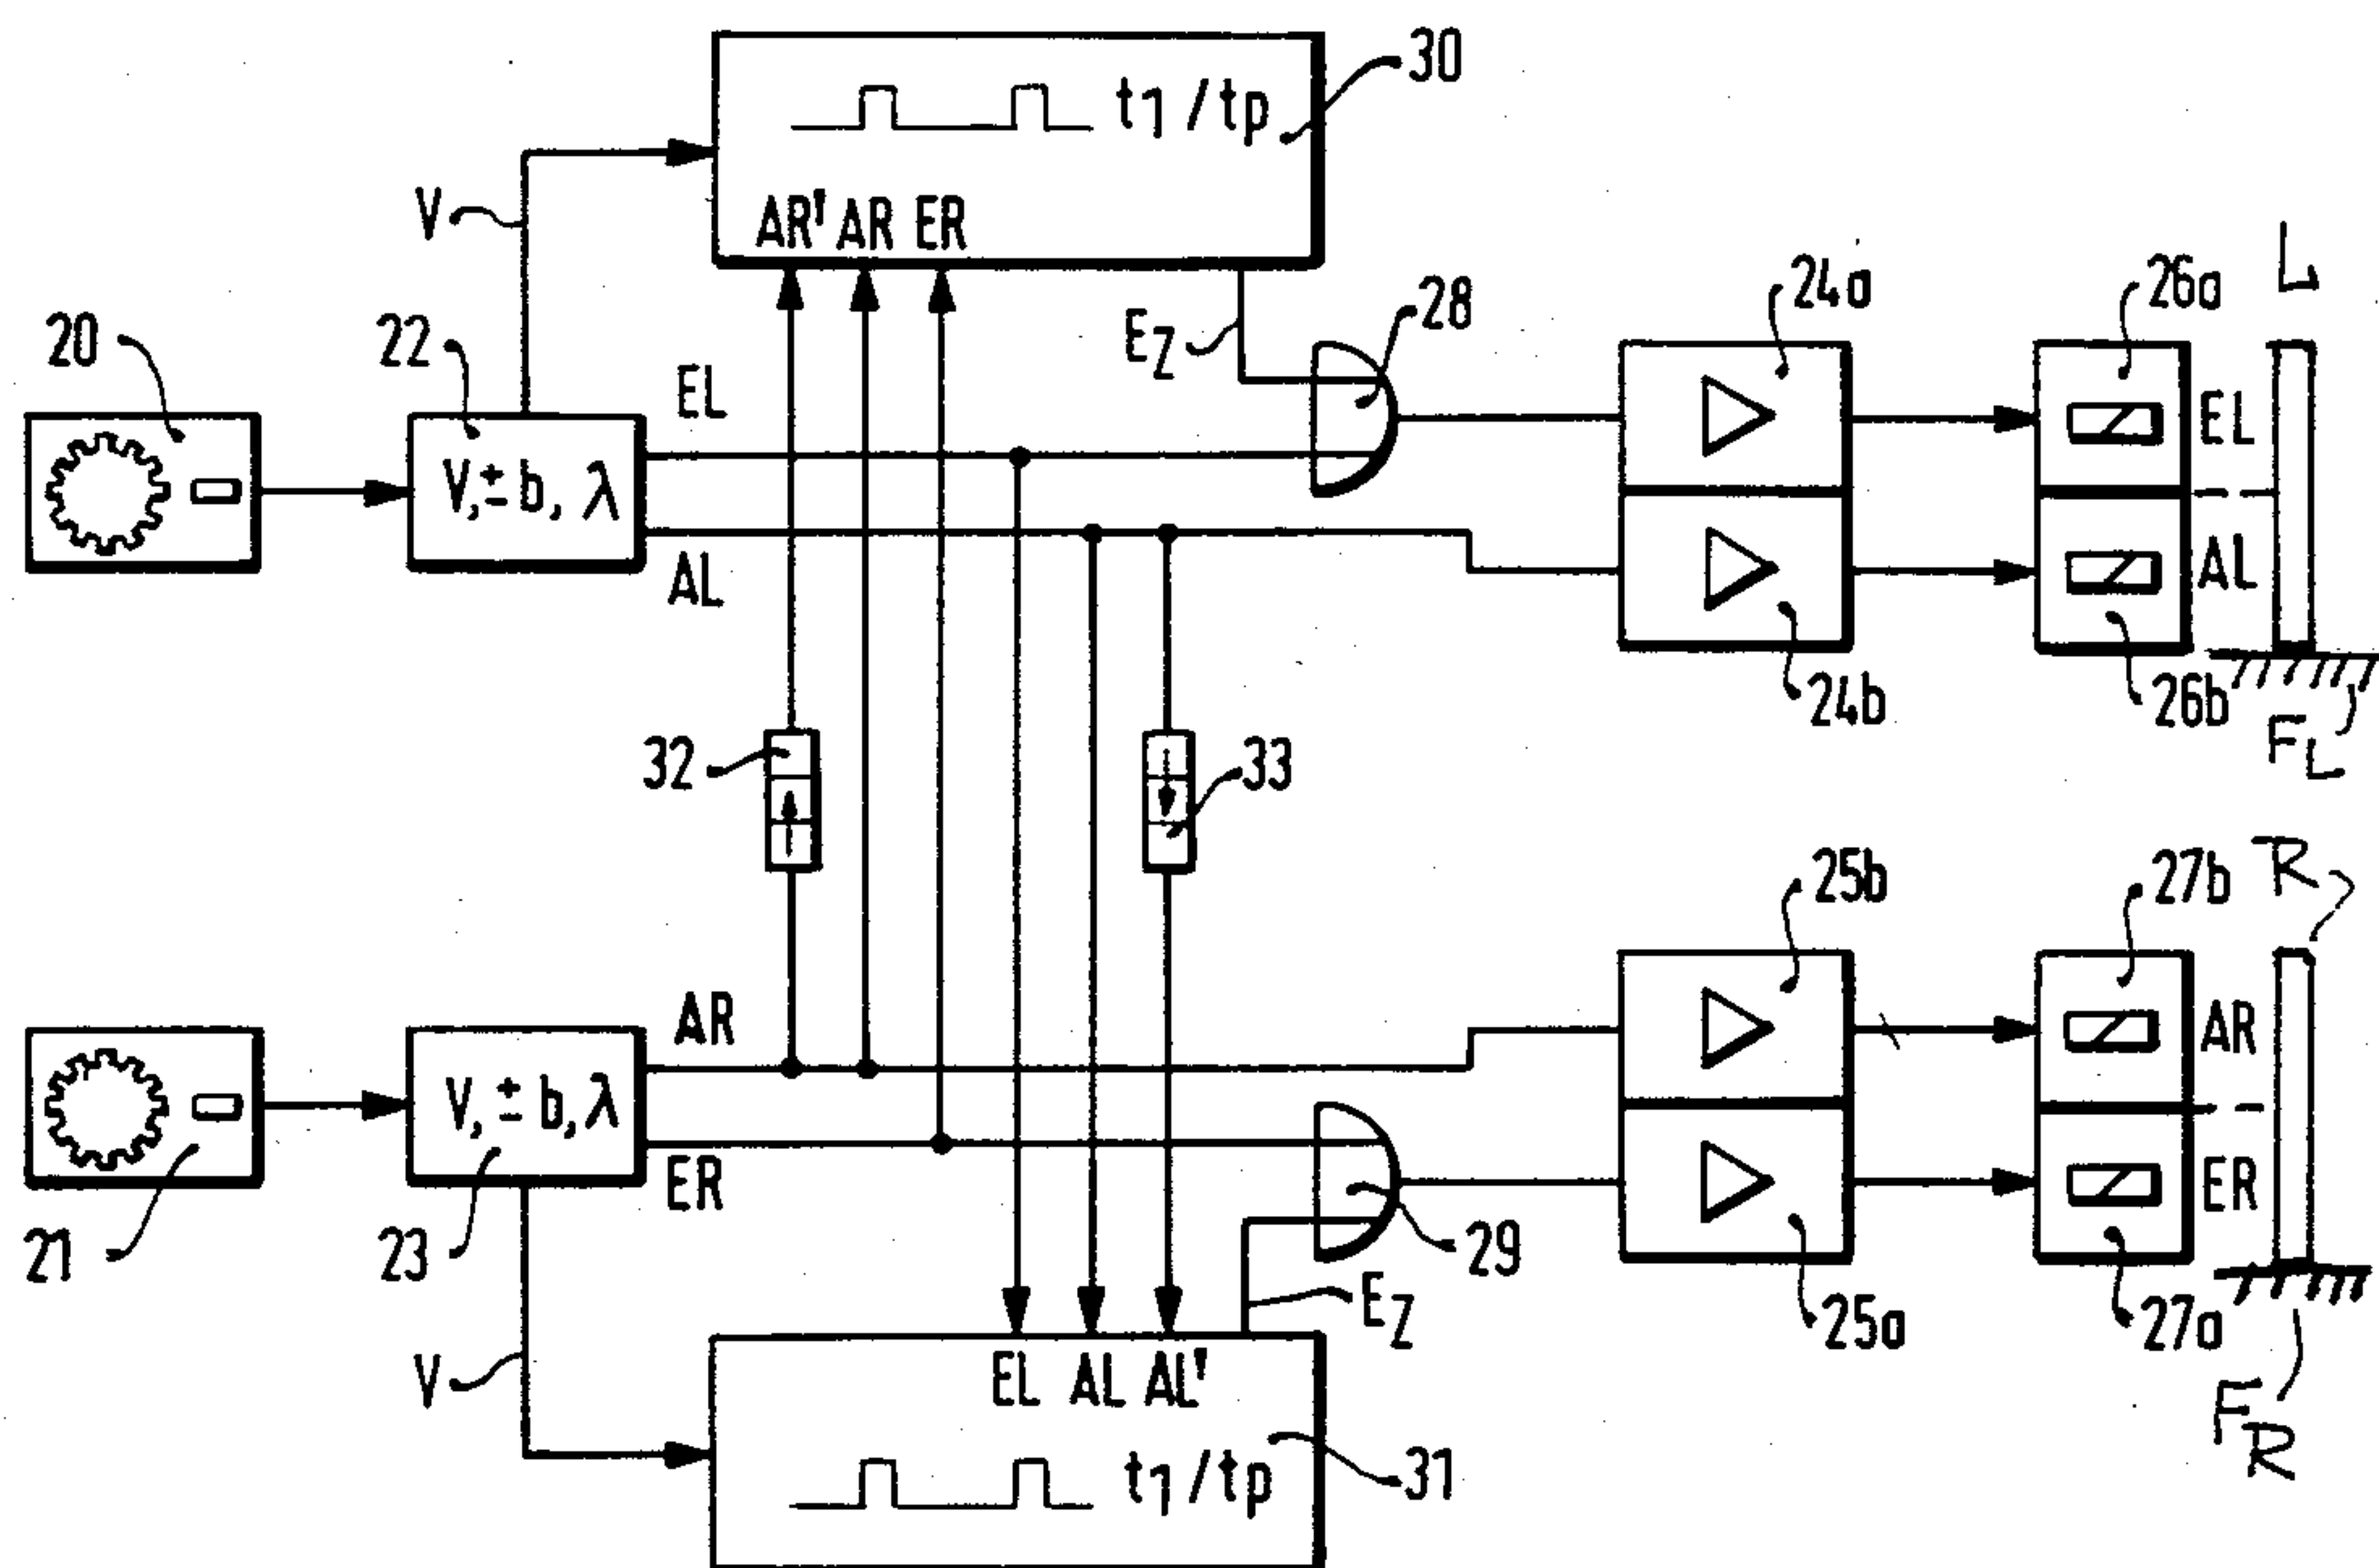 30
t1/tp
V
AR' AR ER
L
24a
26a
28
EZ
20
22
EL
EL
V, ± b, λ
AL
AL
24b
26b
FL
32
33
R
25b
27b
AR
AR
V, ± b, λ
ER
ER
29
21
23
EZ
25a
27a
V
EL AL AL'
FR
t1/tp
31